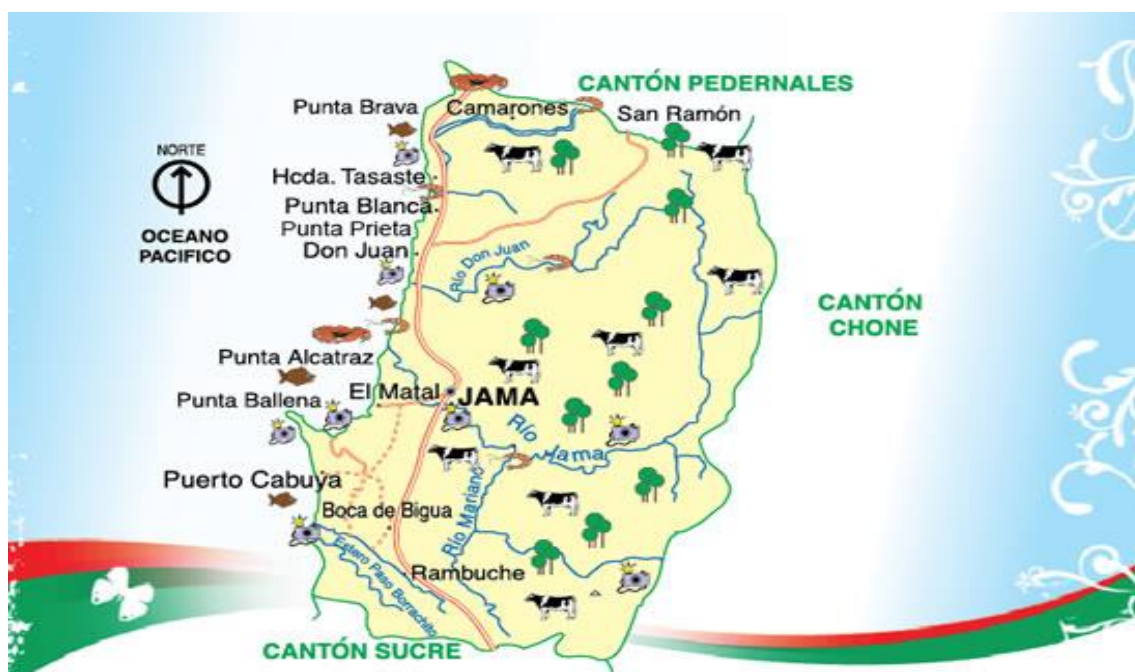 CANTÓN PEDERNALES
Punta Brava
Camarones
San Ramón
NORTE
OCEANO
PACIFICO
Hcda. Tasaste
Punta Blanca
Punta Prieta
Don Juan
Río Don Juan
CANTÓN
CHONE
Punta Alcatraz
El Matal
JAMA
Punta Ballena
Río Jama
Puerto Cabuya
Río Mariano
Boca de Bigua
Estero Paso Borrachito
Rambuche
CANTÓN SUCRE